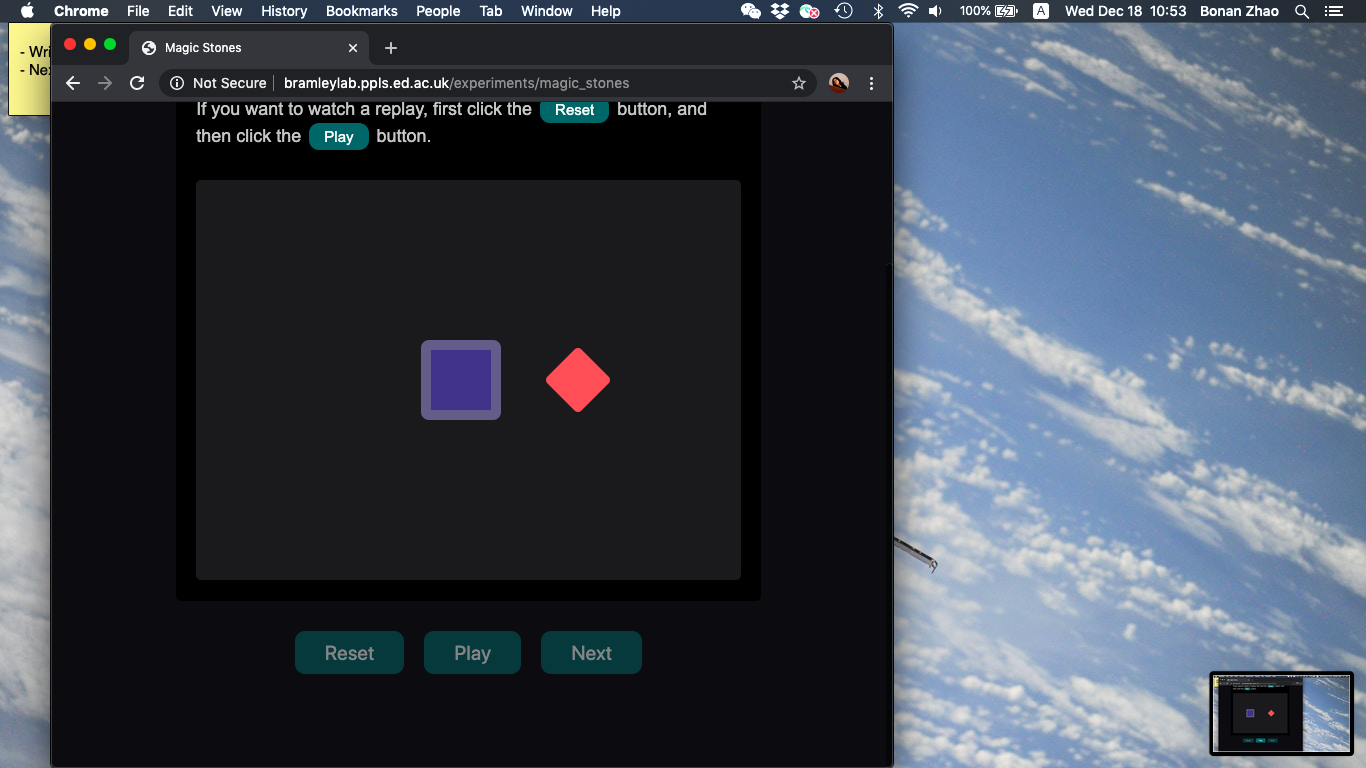 Chrome File Edit View History Bookmarks People Tab Window Help 100% A Wed Dec 18 10:53 Bonan Zhao
- Wri
- Ne
Magic Stones
Not Secure bramleylab.ppls.ed.ac.uk/experiments/magic_stones
If you want to watch a replay, first click the Reset button, and
then click the Play button.
Reset Play Next